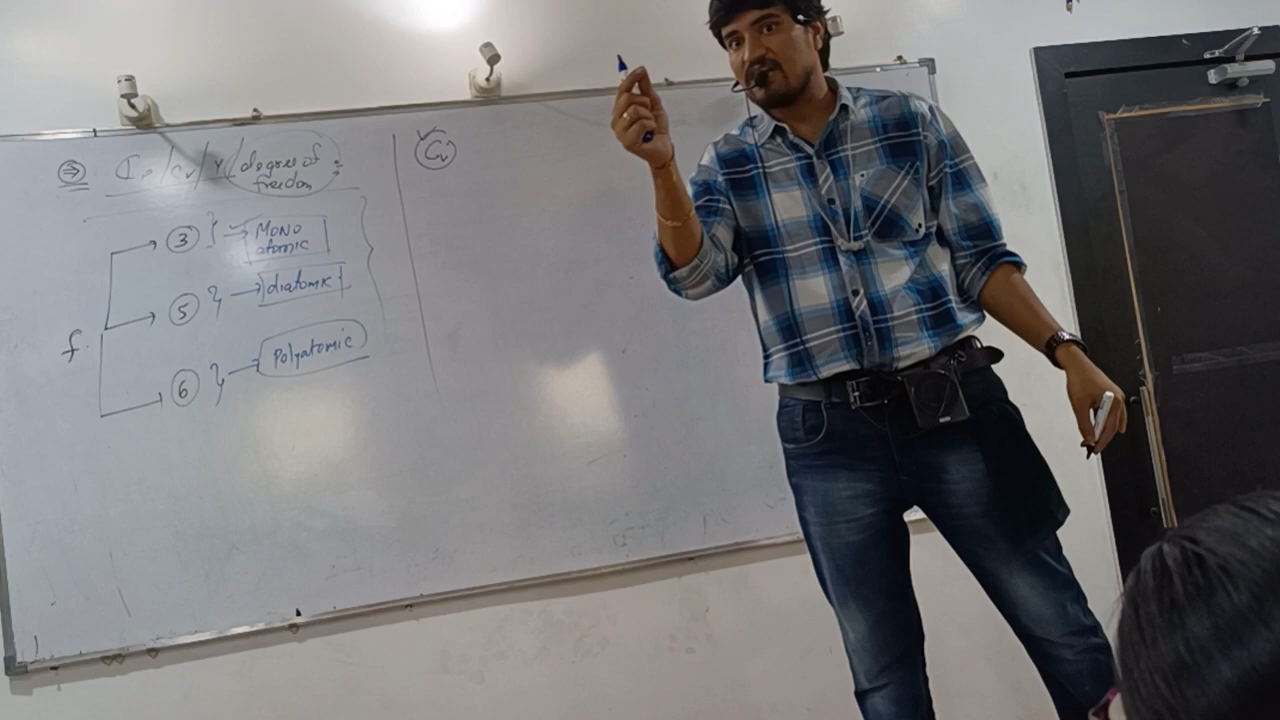 ⇒ Cp/Cv/γ/degree of
freedom :
3 } → Mono
atomic
5 } → diatomic
f
6 } → Polyatomic
Cv